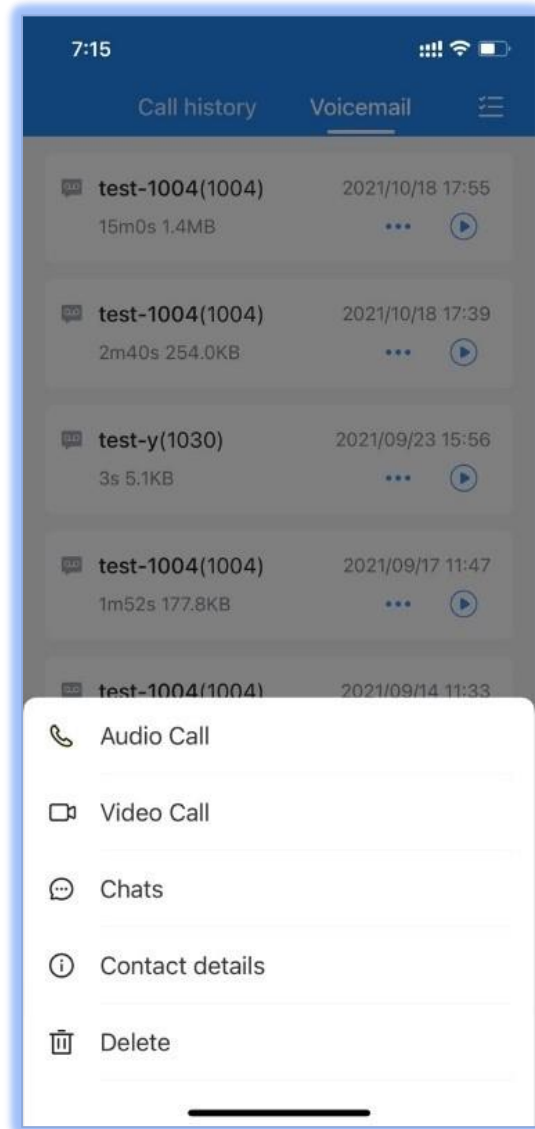 7:15
Call history Voicemail
test-1004(1004) 2021/10/18 17:55
15m0s 1.4MB
test-1004(1004) 2021/10/18 17:39
2m40s 254.0KB
test-y(1030) 2021/09/23 15:56
3s 5.1KB
test-1004(1004) 2021/09/17 11:47
1m52s 177.8KB
test-1004(1004) 2021/09/14 11:33
Audio Call
Video Call
Chats
Contact details
Delete